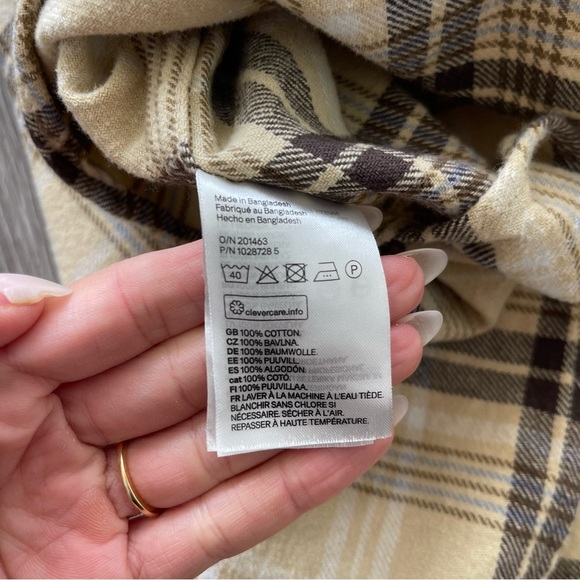 Made in Bangladesh
Fabriqué au Bangladesh
Hecho en Bangladesh
O/N 201463
P/N 1028728 5
40 P
clevercare.info
GB 100% COTTON.
CZ 100% BAVLNA.
DE 100% BAUMWOLLE.
EE 100% PUUVILL.
ES 100% ALGODÓN.
cat 100% COTÓ.
FI 100% PUUVILLAA.
FR LAVER À LA MACHINE À L'EAU TIÈDE.
BLANCHIR SANS CHLORE SI
NÉCESSAIRE. SÉCHER À L'AIR.
REPASSER À HAUTE TEMPÉRATURE.